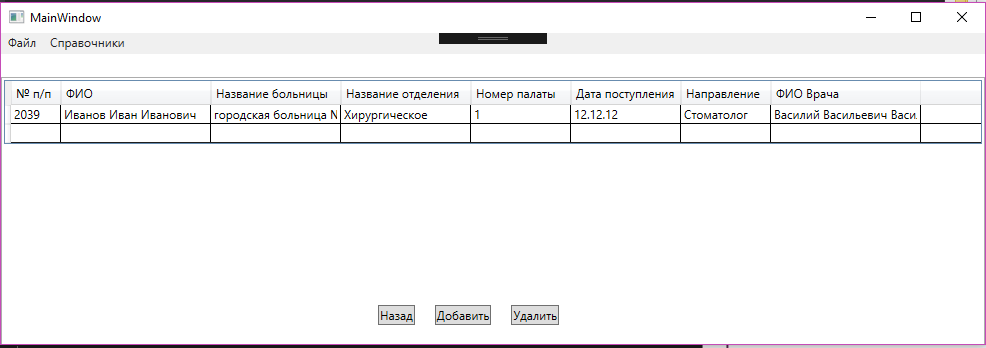 MainWindow
Файл Справочники
№ п/п ФИО Название больницы Название отделения Номер палаты Дата поступления Направление ФИО Врача
2039 Иванов Иван Иванович городская больница N Хирургическое 1 12.12.12 Стоматолог Василий Васильевич Васи
Назад Добавить Удалить